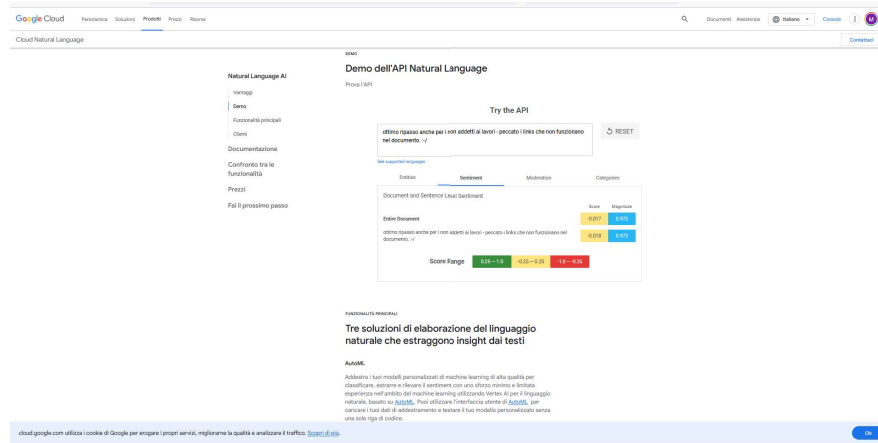 Google Cloud Panoramica Soluzioni Prodotti Prezzi Risorse Documenti Assistenza Italiano Console M
Cloud Natural Language Contattaci
Natural Language AI
Vantaggi
Demo
Funzionalità principali
Clienti
Documentazione
Confronto tra le
funzionalità
Prezzi
Fai il prossimo passo
DEMO
Demo dell'API Natural Language
Prova l'API
Try the API
ottimo ripasso anche per i non addetti ai lavori - peccato i links che non funzionano
nel documento. :-/
RESET
See supported languages
Entities Sentiment Moderation Categories
Document and Sentence Level Sentiment
Score Magnitude
Entire Document -0.017 0.972
ottimo ripasso anche per i non addetti ai lavori - peccato i links che non funzionano nel
documento. :-/ -0.018 0.972
Score Range 0.25 — 1.0 -0.25 — 0.25 -1.0 — -0.25
FUNZIONALITÀ PRINCIPALI
Tre soluzioni di elaborazione del linguaggio
naturale che estraggono insight dai testi
AutoML
Addestra i tuoi modelli personalizzati di machine learning di alta qualità per
classificare, estrarre e rilevare il sentiment con uno sforzo minimo e limitata
esperienza nell'ambito del machine learning utilizzando Vertex AI per il linguaggio
naturale, basato su AutoML. Puoi utilizzare l'interfaccia utente di AutoML per
caricare i tuoi dati di addestramento e testare il tuo modello personalizzato senza
una sola riga di codice.
cloud.google.com utilizza i cookie di Google per erogare i propri servizi, migliorarne la qualità e analizzare il traffico. Scopri di più. Ok